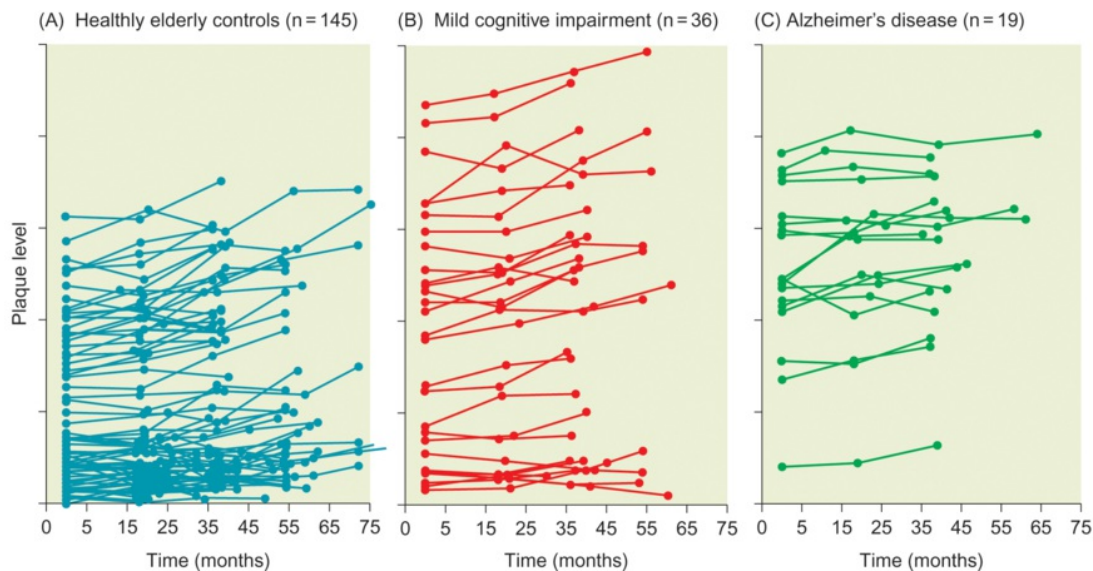 (A) Healthly elderly controls (n = 145)
(B) Mild cognitive impairment (n = 36)
(C) Alzheimer's disease (n = 19)
Plaque level
0 5 15 25 35 45 55 65 75
0 5 15 25 35 45 55 65 75
0 5 15 25 35 45 55 65 75
Time (months)
Time (months)
Time (months)